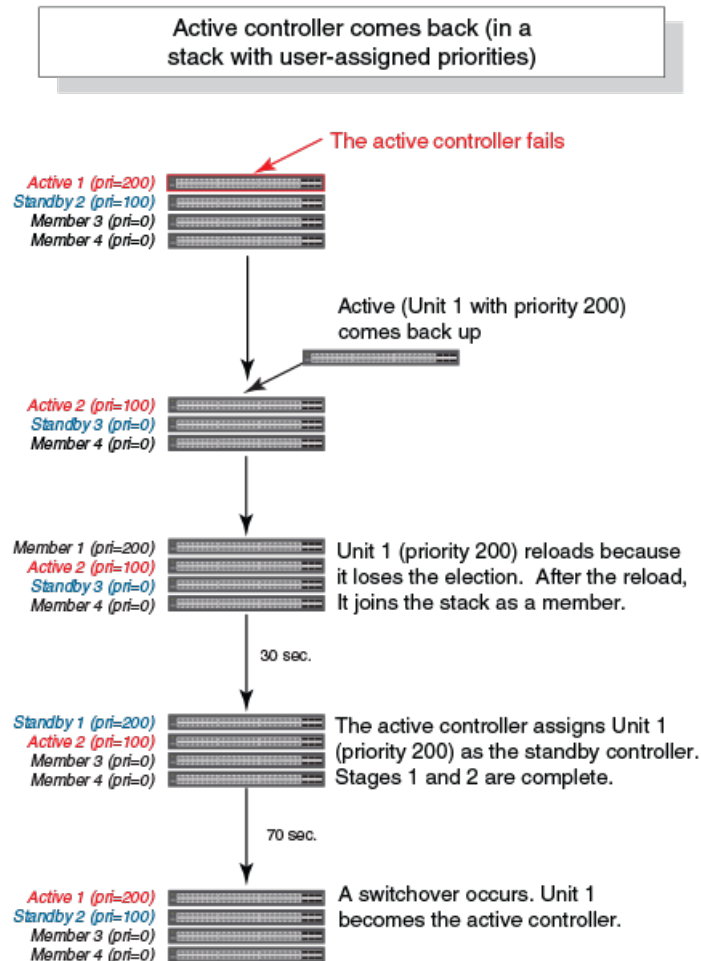 Active controller comes back (in a
stack with user-assigned priorities)
The active controller fails
Active 1 (pri=200)
Standby 2 (pri=100)
Member 3 (pri=0)
Member 4 (pri=0)
Active (Unit 1 with priority 200)
comes back up
Active 2 (pri=100)
Standby 3 (pri=0)
Member 4 (pri=0)
Member 1 (pri=200)
Active 2 (pri=100)
Standby 3 (pri=0)
Member 4 (pri=0)
Unit 1 (priority 200) reloads because
it loses the election. After the reload,
It joins the stack as a member.
30 sec.
Standby 1 (pri=200)
Active 2 (pri=100)
Member 3 (pri=0)
Member 4 (pri=0)
The active controller assigns Unit 1
(priority 200) as the standby controller.
Stages 1 and 2 are complete.
70 sec.
Active 1 (pri=200)
Standby 2 (pri=100)
Member 3 (pri=0)
Member 4 (pri=0)
A switchover occurs. Unit 1
becomes the active controller.